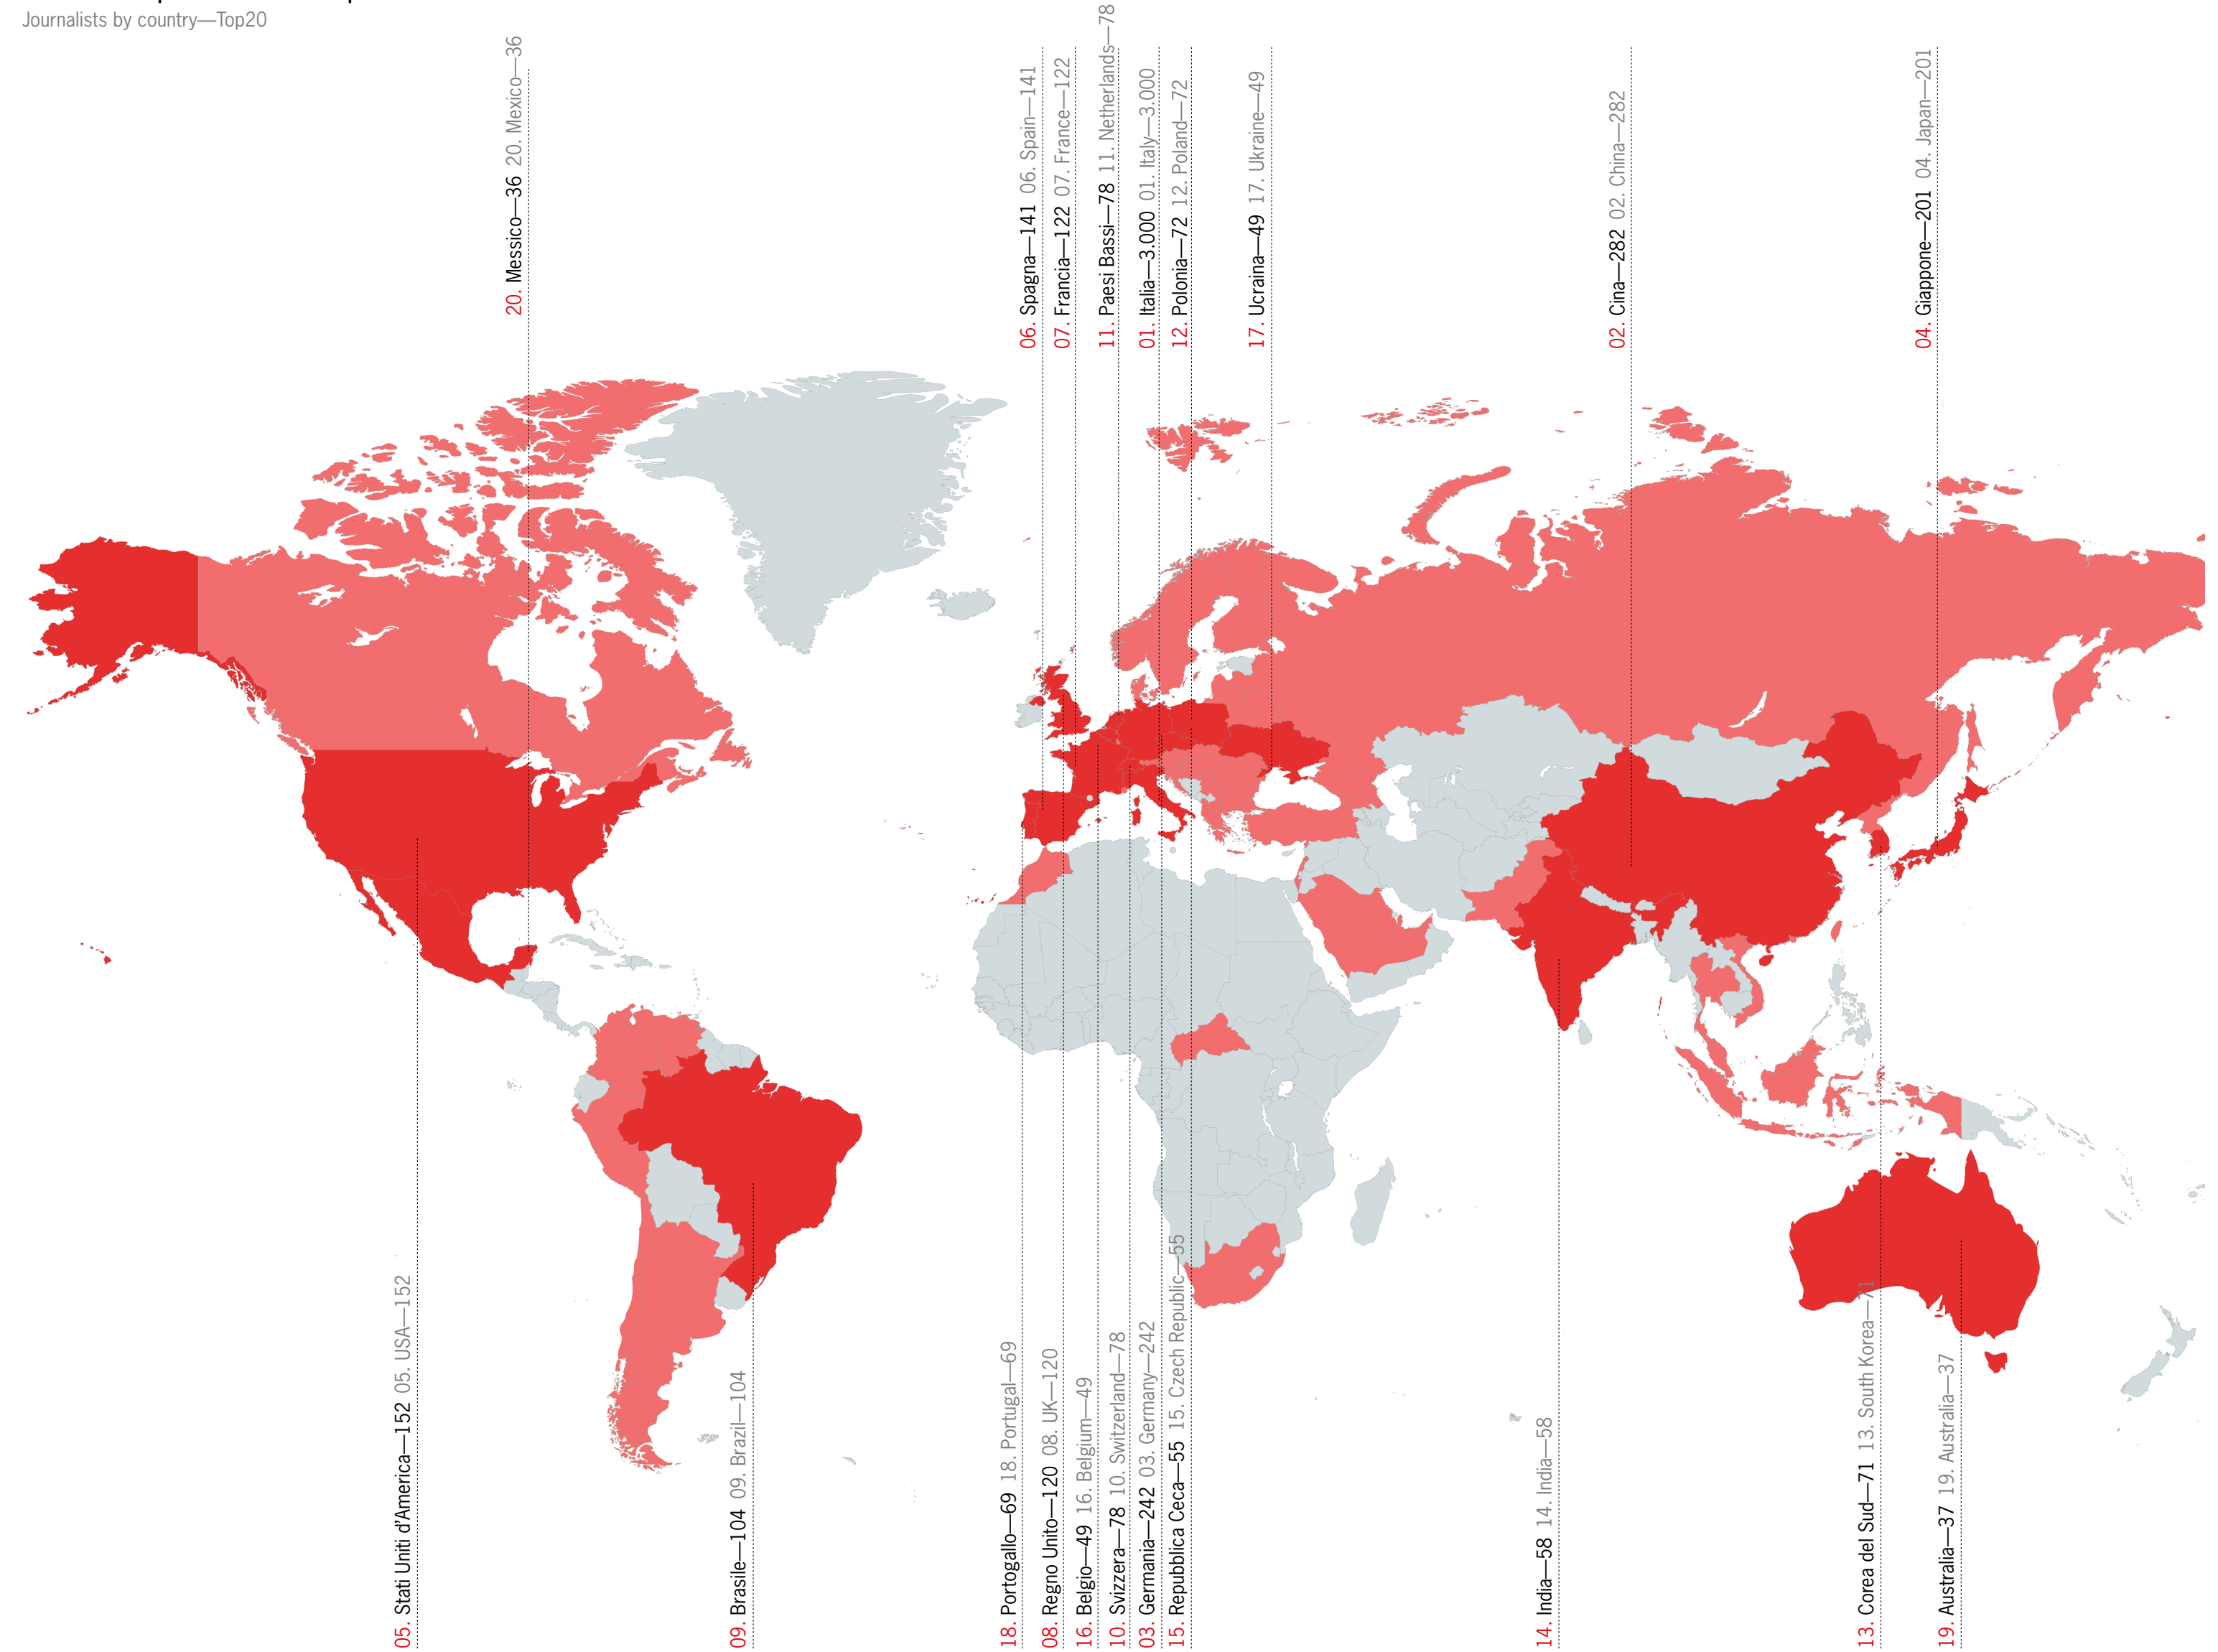 Journalists by country—Top20
20. Messico—36 20. Mexico—36
06. Spagna—141 06. Spain—141
07. Francia—122 07. France—122
11. Paesi Bassi—78 11. Netherlands—78
01. Italia—3.000 01. Italy—3.000
12. Polonia—72 12. Poland—72
17. Ucraina—49 17. Ukraine—49
02. Cina—282 02. China—282
04. Giappone—201 04. Japan—201
05. Stati Uniti d'America—152 05. USA—152
09. Brasile—104 09. Brazil—104
18. Portogallo—69 18. Portugal—69
08. Regno Unito—120 08. UK—120
16. Belgio—49 16. Belgium—49
10. Svizzera—78 10. Switzerland—78
03. Germania—242 03. Germany—242
15. Repubblica Ceca—55 15. Czech Republic—55
14. India—58 14. India—58
13. Corea del Sud—71 13. South Korea—71
19. Australia—37 19. Australia—37